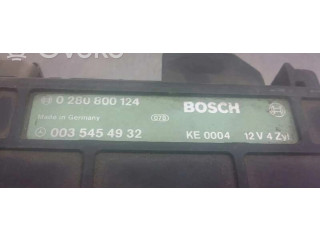 0 280 800 124 BOSCH
Made in Germany
003 545 49 32 KE 0004 12 V 4 Zyl.